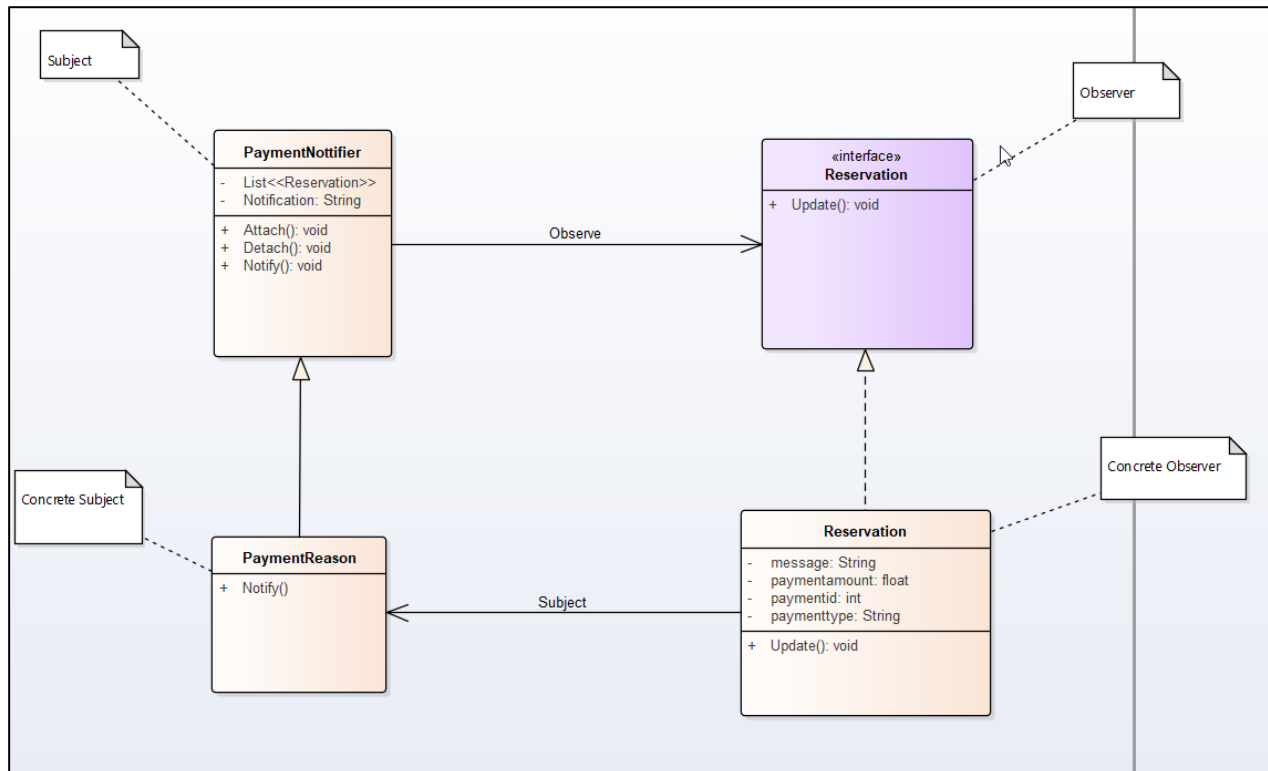 Subject
Observer
PaymentNottifier
- List<<Reservation>>
- Notification: String
+ Attach(): void
+ Detach(): void
+ Notify(): void
Observe
«interface»
Reservation
+ Update(): void
Concrete Subject
Concrete Observer
PaymentReason
+ Notify()
Subject
Reservation
- message: String
- paymentamount: float
- paymentid: int
- paymenttype: String
+ Update(): void